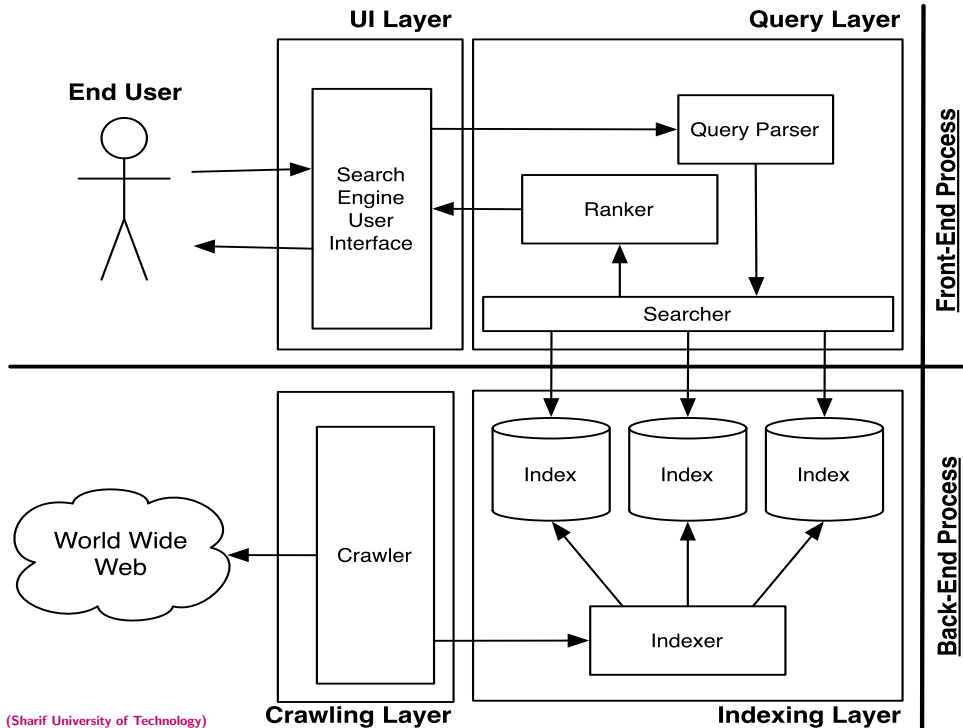 UI Layer
Query Layer
End User
Search
Engine
User
Interface
Query Parser
Ranker
Searcher
Front-End Process
Index
Index
Index
World Wide
Web
Crawler
Indexer
Back-End Process
Crawling Layer
Indexing Layer
(Sharif University of Technology)